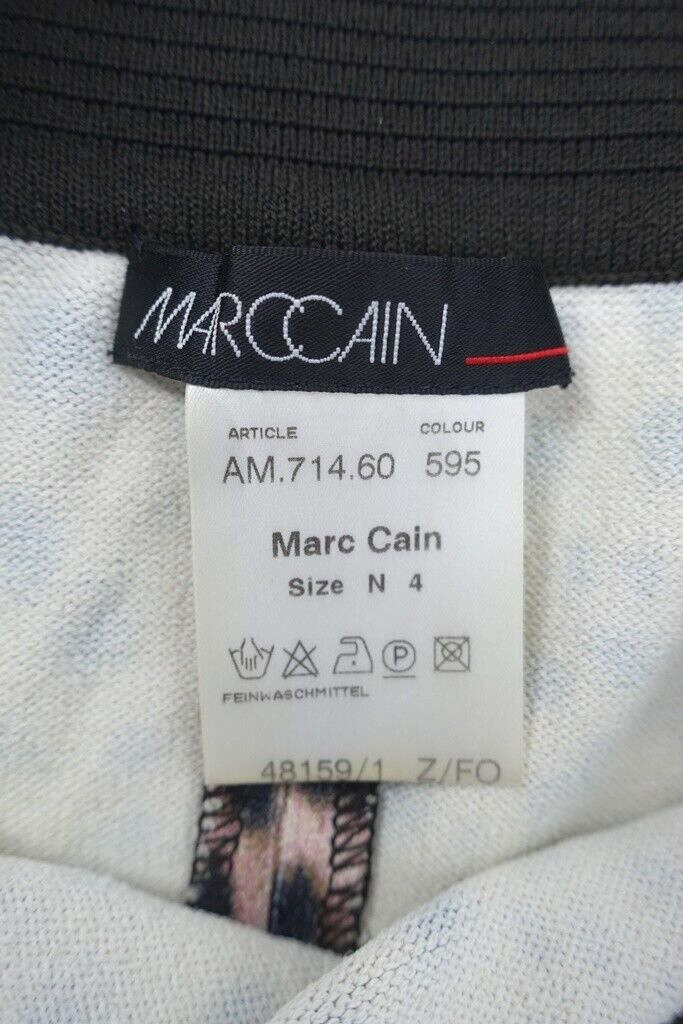 MARCCAIN
ARTICLE COLOUR
AM.714.60 595
Marc Cain
Size N 4
P
FEINWASCHMITTEL
48159/1 Z/FO